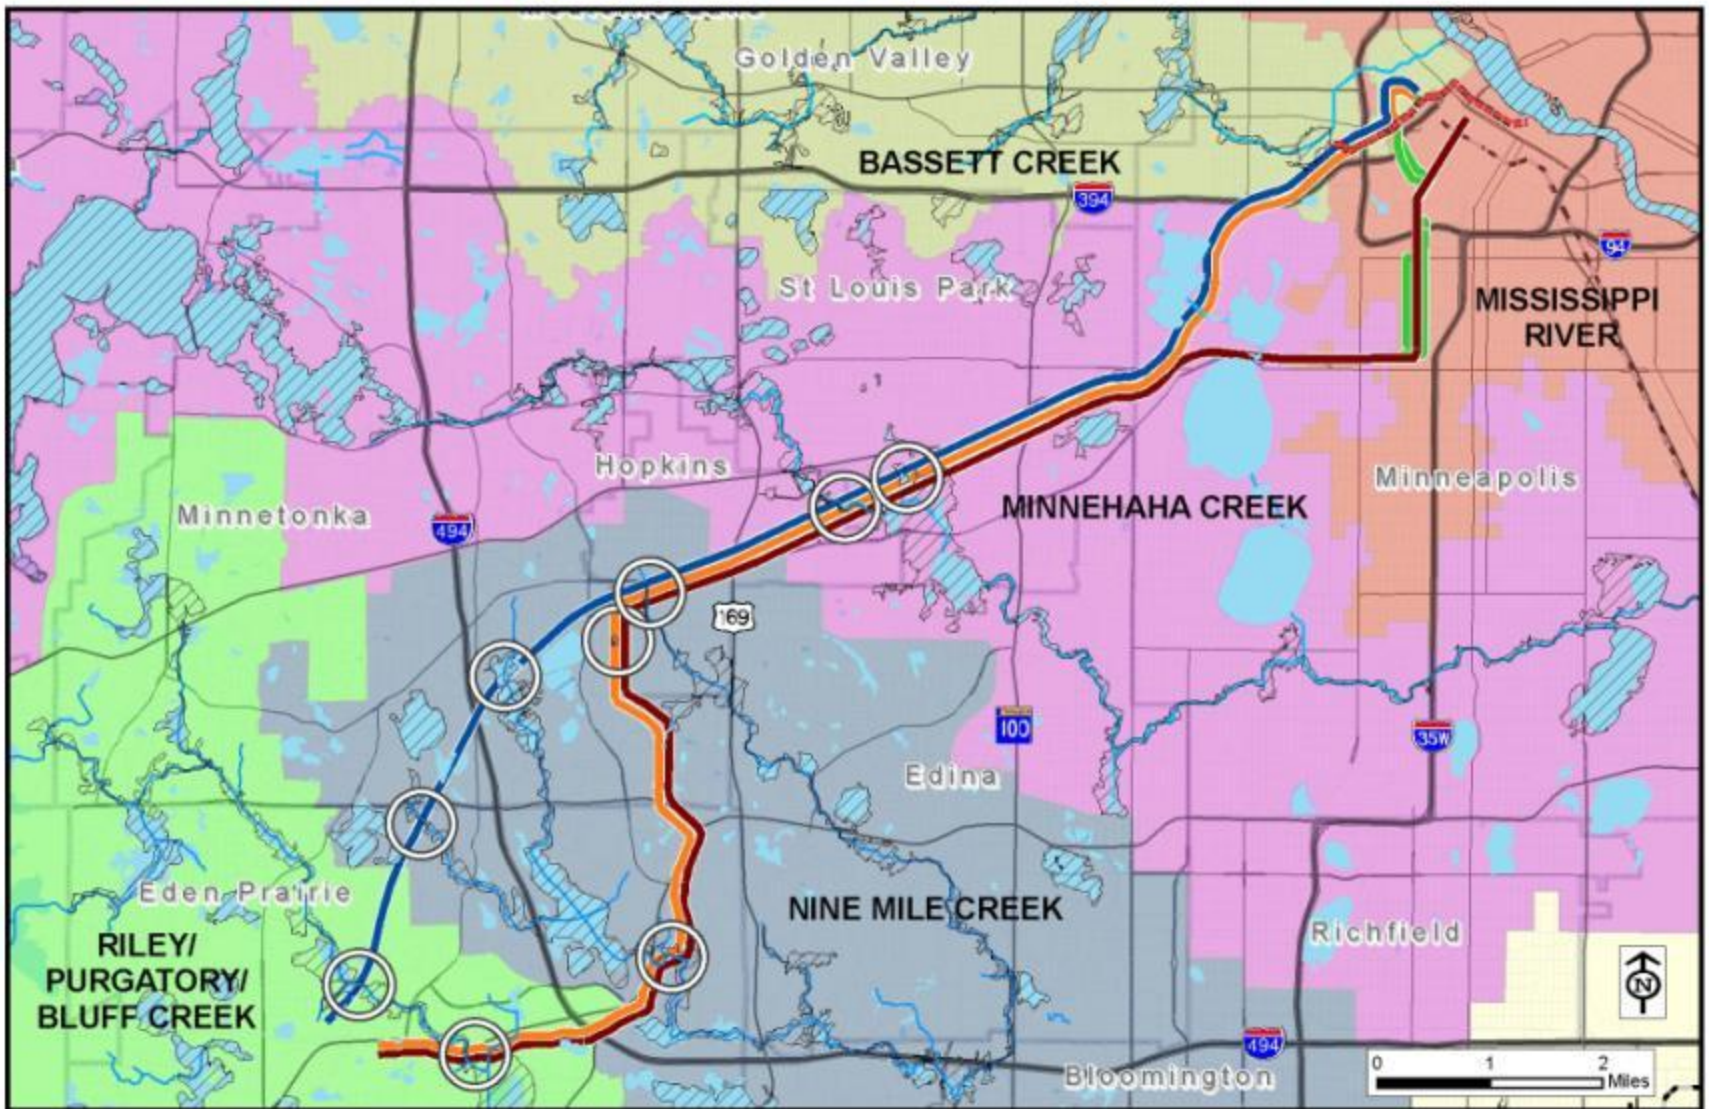 Golden Valley
BASSETT CREEK
394
94
St Louis Park
MISSISSIPPI
RIVER
Hopkins
Minneapolis
Minnetonka
494
MINNEHAHA CREEK
169
100
35W
Edina
Eden Prairie
NINE MILE CREEK
Richfield
RILEY/
PURGATORY/
BLUFF CREEK
N
494
0 1 2
Miles
Bloomington